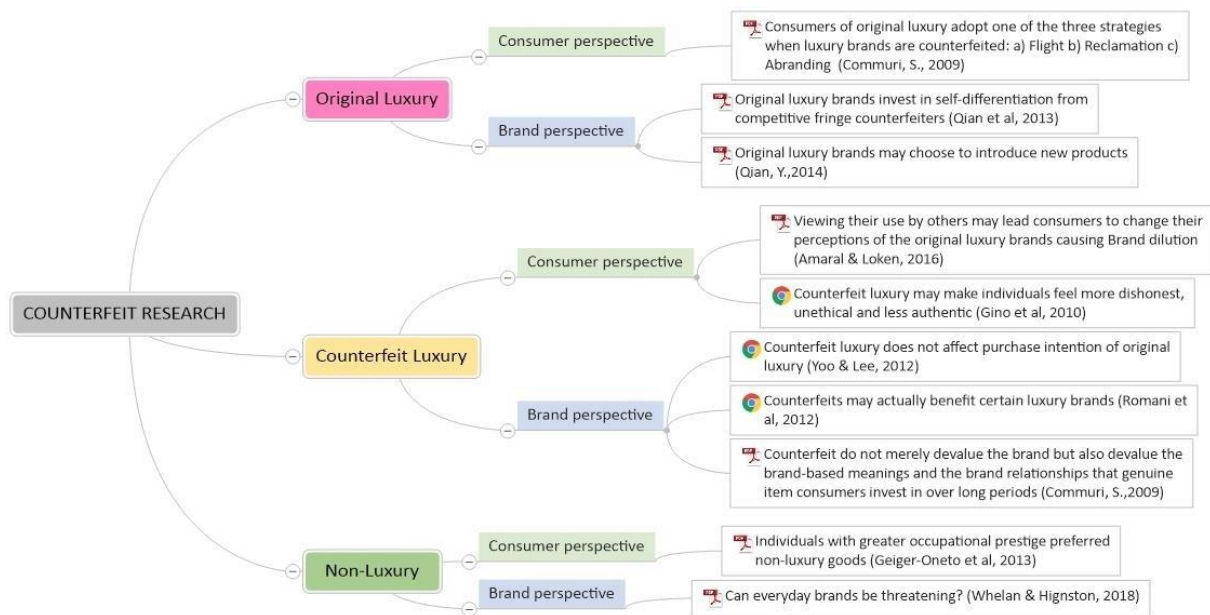 COUNTERFEIT RESEARCH
Original Luxury
Consumer perspective
Consumers of original luxury adopt one of the three strategies
when luxury brands are counterfeited: a) Flight b) Reclamation c)
Abranding (Commuri, S., 2009)
Brand perspective
Original luxury brands invest in self-differentiation from
competitive fringe counterfeiters (Qian et al, 2013)
Original luxury brands may choose to introduce new products
(Qian, Y.,2014)
Counterfeit Luxury
Consumer perspective
Viewing their use by others may lead consumers to change their
perceptions of the original luxury brands causing Brand dilution
(Amaral & Loken, 2016)
Counterfeit luxury may make individuals feel more dishonest,
unethical and less authentic (Gino et al, 2010)
Brand perspective
Counterfeit luxury does not affect purchase intention of original
luxury (Yoo & Lee, 2012)
Counterfeits may actually benefit certain luxury brands (Romani et
al, 2012)
Counterfeit do not merely devalue the brand but also devalue the
brand-based meanings and the brand relationships that genuine
item consumers invest in over long periods (Commuri, S.,2009)
Non-Luxury
Consumer perspective
Individuals with greater occupational prestige preferred
non-luxury goods (Geiger-Oneto et al, 2013)
Brand perspective
Can everyday brands be threatening? (Whelan & Hignston, 2018)